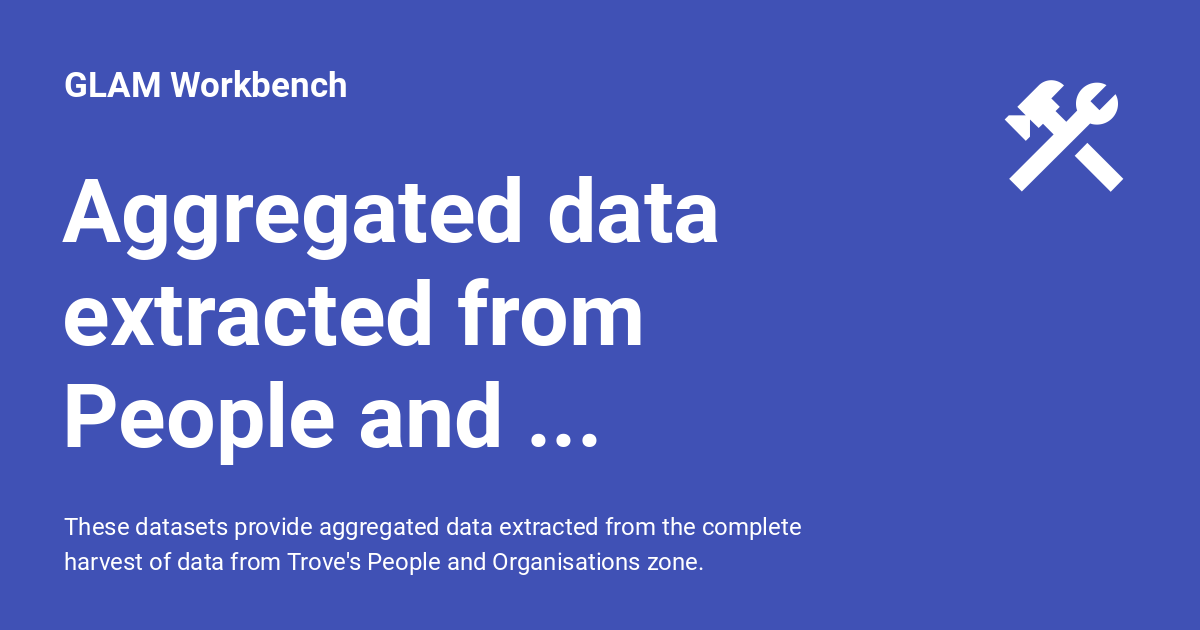 GLAM Workbench
Aggregated data
extracted from
People and ...
These datasets provide aggregated data extracted from the complete
harvest of data from Trove's People and Organisations zone.